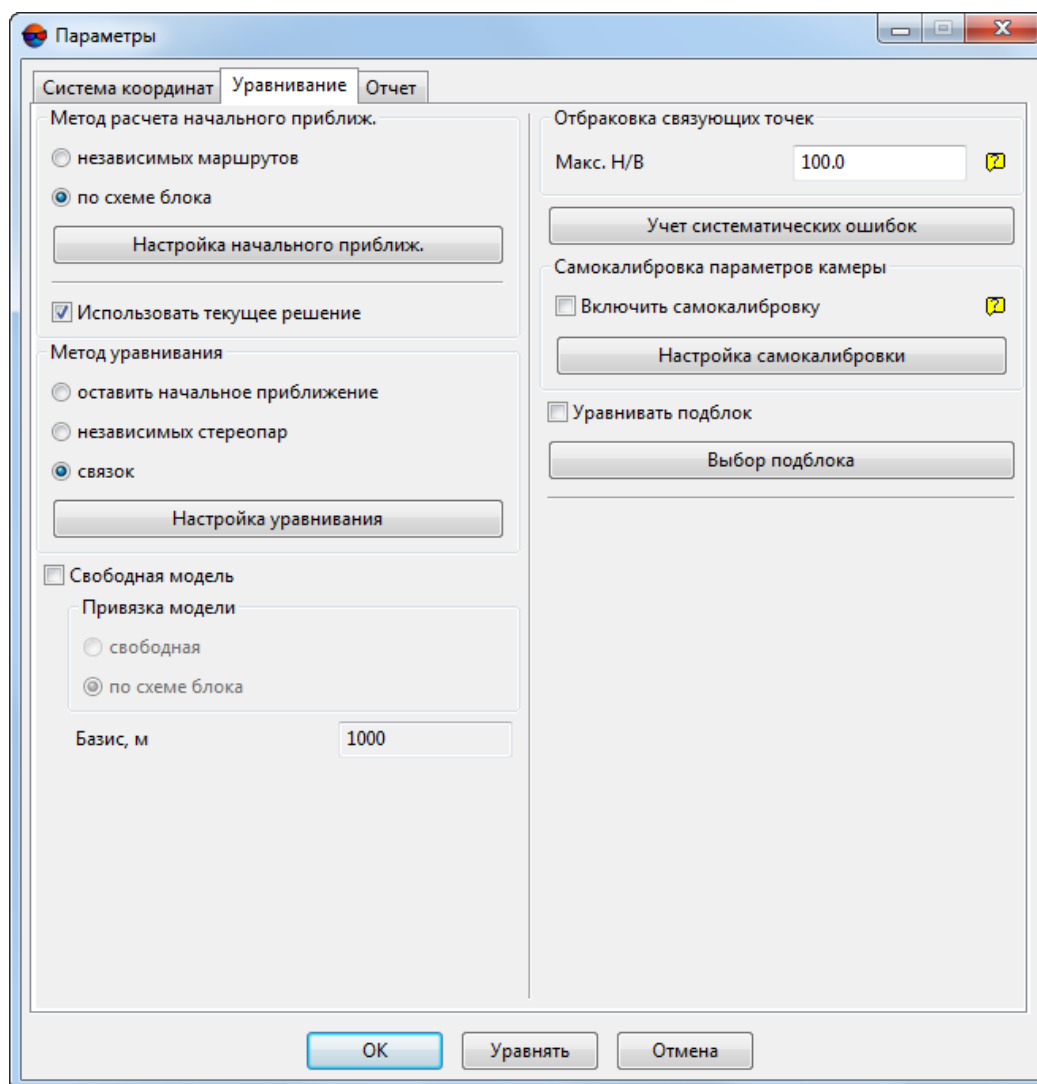 Параметры
Система координат Уравнивание Отчет
Метод расчета начального приближ.
независимых маршрутов
по схеме блока
Настройка начального приближ.
Использовать текущее решение
Метод уравнивания
оставить начальное приближение
независимых стереопар
связок
Настройка уравнивания
Свободная модель
Привязка модели
свободная
по схеме блока
Базис, м 1000
Отбраковка связующих точек
Макс. H/B 100.0
Учет систематических ошибок
Самокалибровка параметров камеры
Включить самокалибровку
Настройка самокалибровки
Уравнивать подблок
Выбор подблока
OK Уравнять Отмена